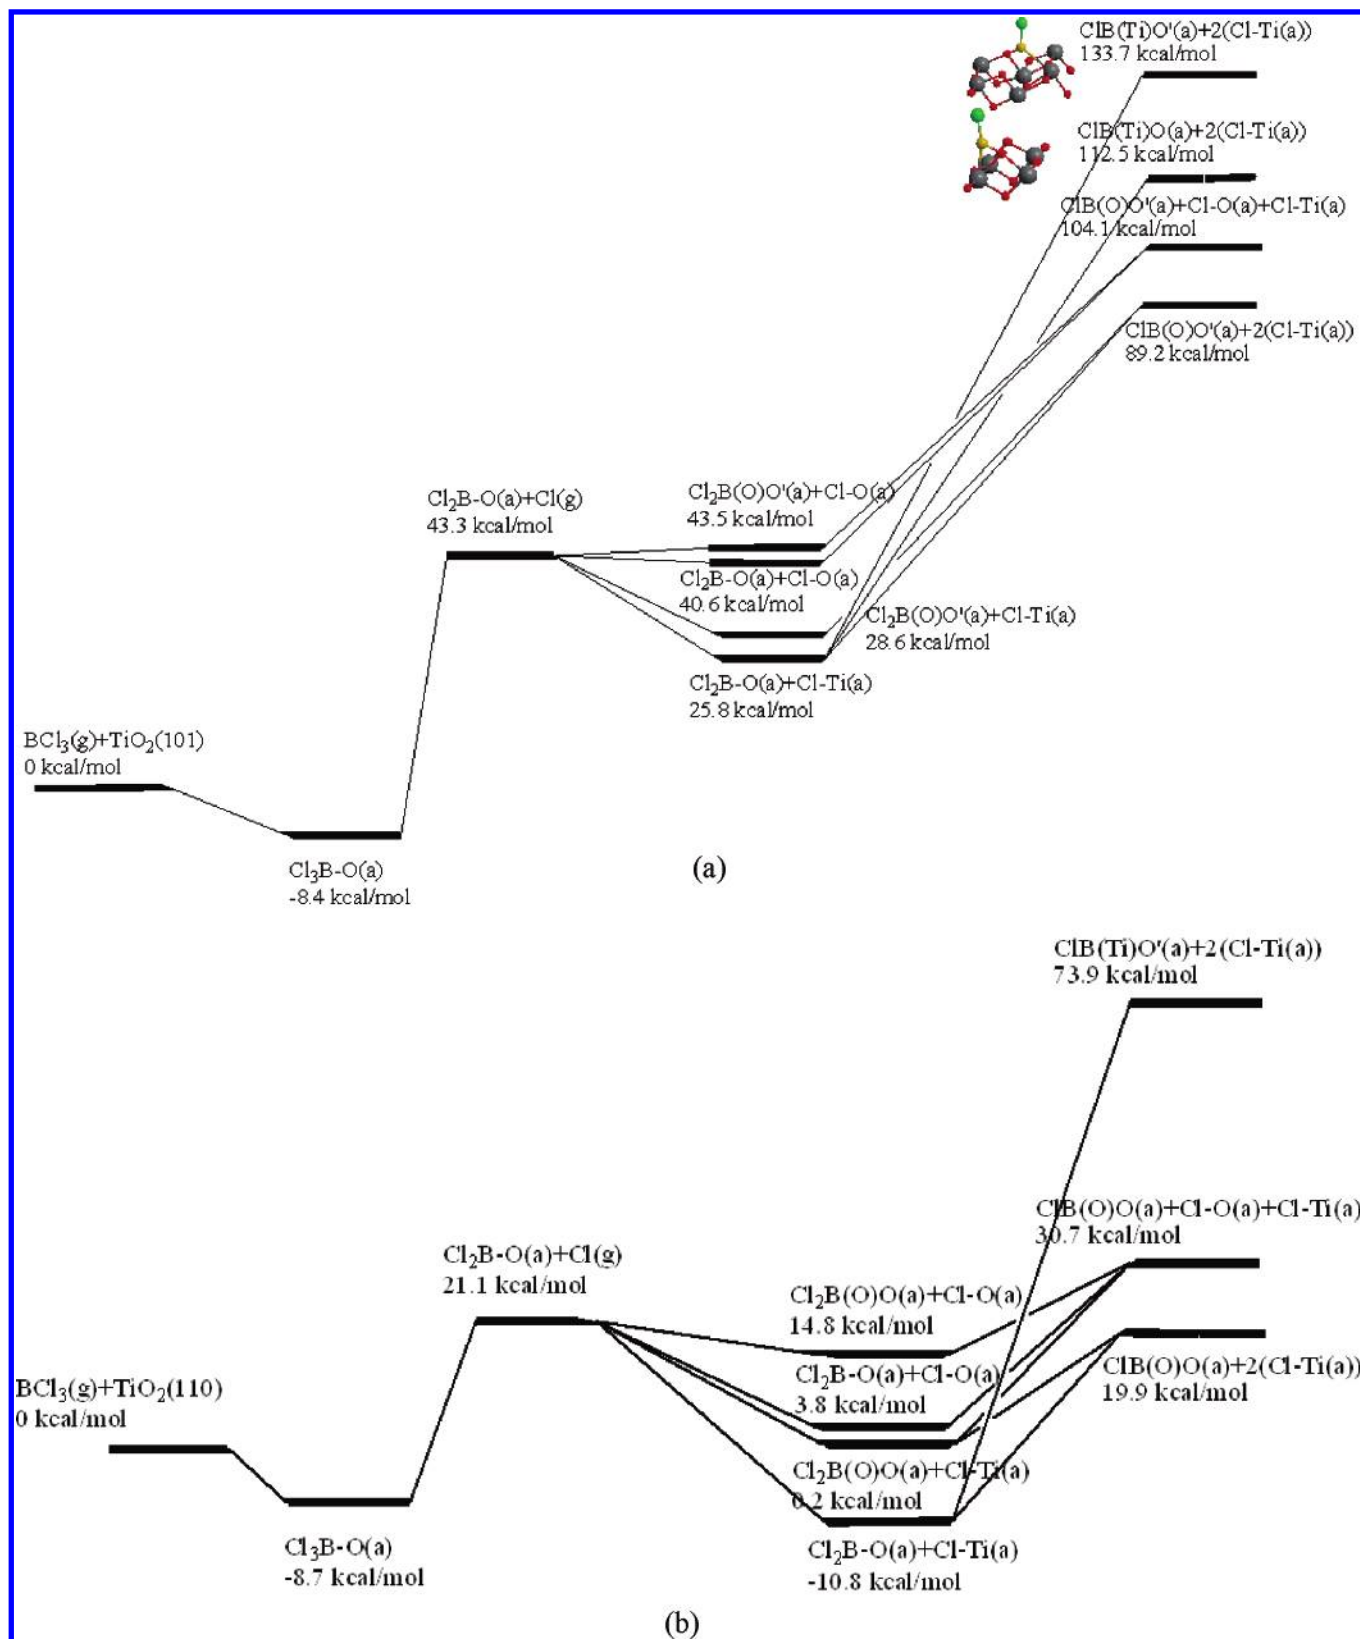 ClB(Ti)O'(a)+2(Cl-Ti(a))
133.7 kcal/mol
ClB(Ti)O(a)+2(Cl-Ti(a))
112.5 kcal/mol
ClB(O)O'(a)+Cl-O(a)+Cl-Ti(a)
104.1 kcal/mol
ClB(O)O'(a)+2(Cl-Ti(a))
89.2 kcal/mol
Cl₂B-O(a)+Cl(g)
43.3 kcal/mol
Cl₂B(O)O'(a)+Cl-O(a)
43.5 kcal/mol
Cl₂B-O(a)+Cl-O(a)
40.6 kcal/mol
Cl₂B(O)O'(a)+Cl-Ti(a)
28.6 kcal/mol
Cl₂B-O(a)+Cl-Ti(a)
25.8 kcal/mol
BCl₃(g)+TiO₂(101)
0 kcal/mol
Cl₃B-O(a)
-8.4 kcal/mol
(a)
ClB(Ti)O'(a)+2(Cl-Ti(a))
73.9 kcal/mol
ClB(O)O(a)+Cl-O(a)+Cl-Ti(a)
30.7 kcal/mol
Cl₂B-O(a)+Cl(g)
21.1 kcal/mol
Cl₂B(O)O(a)+Cl-O(a)
14.8 kcal/mol
Cl₂B-O(a)+Cl-O(a)
3.8 kcal/mol
ClB(O)O(a)+2(Cl-Ti(a))
19.9 kcal/mol
BCl₃(g)+TiO₂(110)
0 kcal/mol
Cl₂B(O)O(a)+Cl-Ti(a)
0.2 kcal/mol
Cl₃B-O(a)
-8.7 kcal/mol
Cl₂B-O(a)+Cl-Ti(a)
-10.8 kcal/mol
(b)